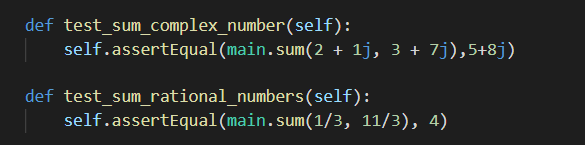 def test_sum_complex_number(self):
    self.assertEqual(main.sum(2 + 1j, 3 + 7j),5+8j)
def test_sum_rational_numbers(self):
    self.assertEqual(main.sum(1/3, 11/3), 4)